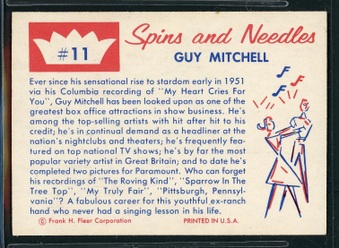 #11
Spins and Needles
GUY MITCHELL
Ever since his sensational rise to stardom early in 1951
via his Columbia recording of "My Heart Cries For
You", Guy Mitchell has been looked upon as one of the
greatest box office attractions in show business. He's
among the top-selling artists with hit after hit to his
credit; he's in continual demand as a headliner at the
nation's nightclubs and theaters; he's frequently feat-
ured on top national TV shows; he's by far the most
popular variety artist in Great Britain; and to date he's
completed two pictures for Paramount. Who can forget
his recordings of "The Roving Kind", "Sparrow In The
Tree Top", "My Truly Fair", "Pittsburgh, Pennsyl-
vania"? A fabulous career for this youthful ex-ranch
hand who never had a singing lesson in his life.
© Frank H. Fleer Corporation
PRINTED IN U.S.A.